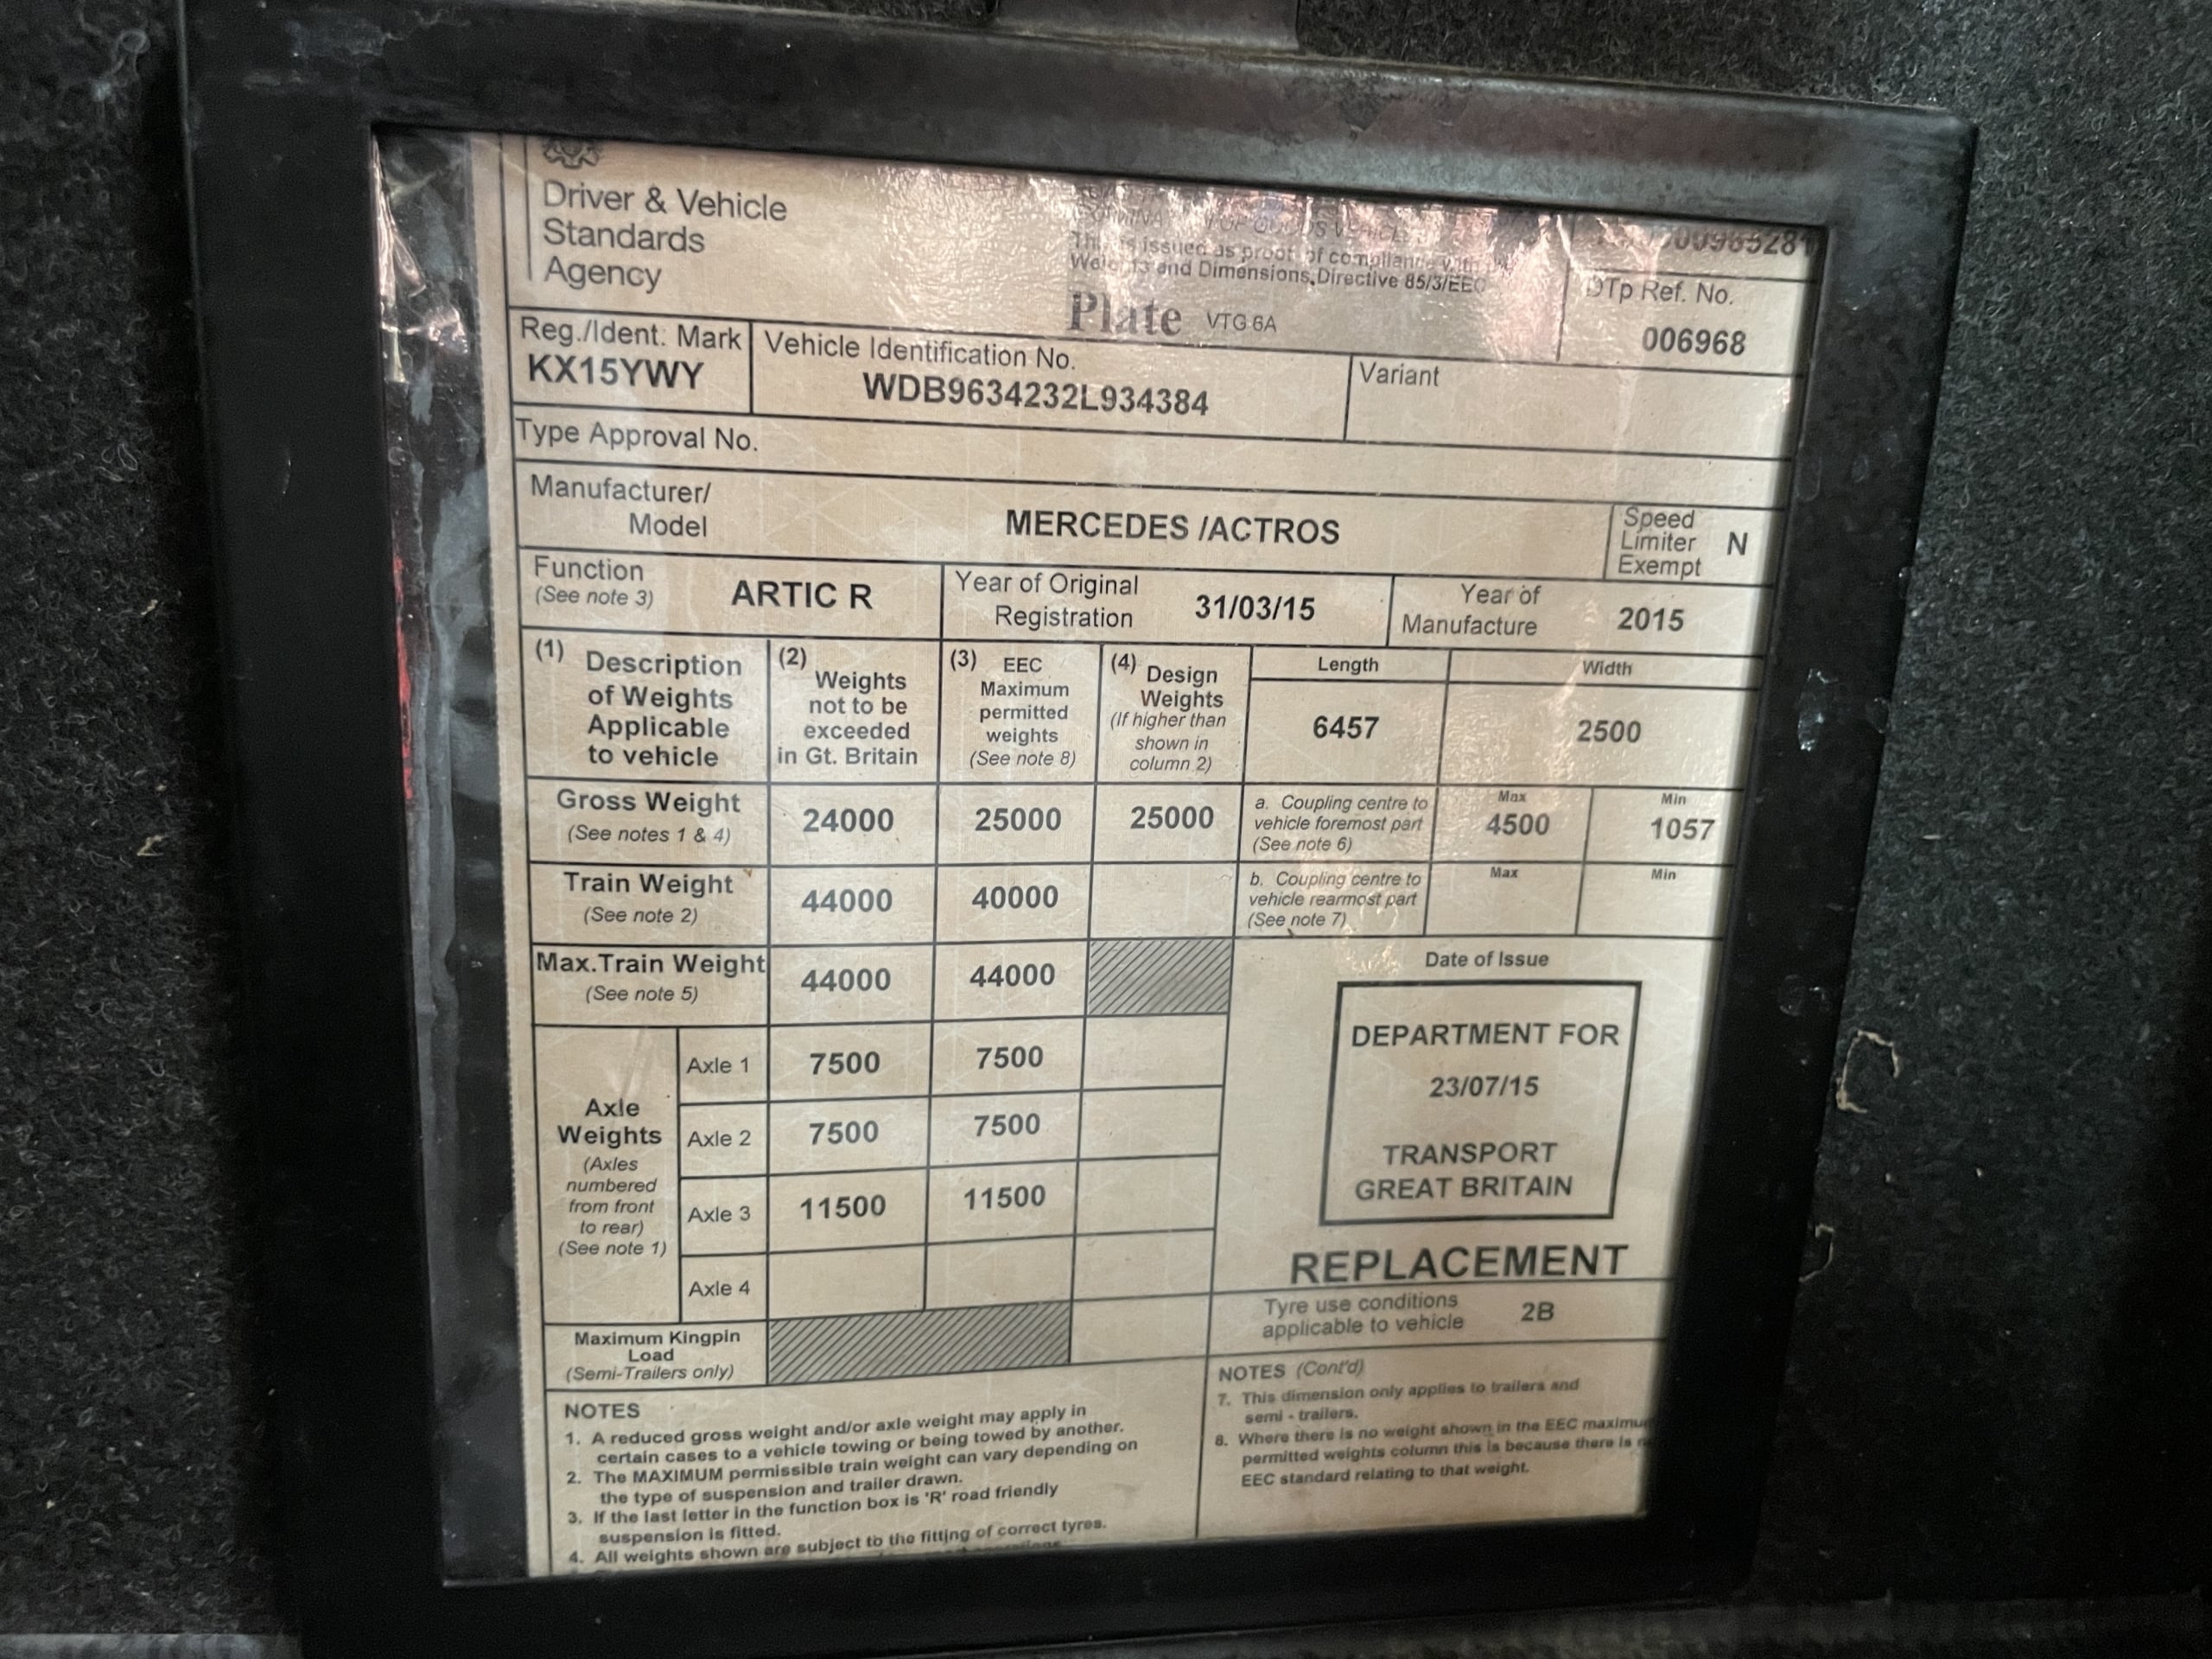 Driver & Vehicle
Standards
Agency
OF GOODS VEHICLE
This is issued as proof of compliance with
Weights and Dimensions Directive 85/3/EEC
Plate VTG 6A
DTp Ref. No.
006968
Reg./Ident. Mark
KX15YWY
Vehicle Identification No.
WDB9634232L934384
Variant
Type Approval No.
Manufacturer/
Model
MERCEDES /ACTROS
Speed
Limiter
Exempt
N
Function
(See note 3)
ARTIC R
Year of Original
Registration
31/03/15
Year of
Manufacture
2015
(1) Description
of Weights
Applicable
to vehicle
(2) Weights
not to be
exceeded
in Gt. Britain
(3) EEC
Maximum
permitted
weights
(See note 8)
(4) Design
Weights
(If higher than
shown in
column 2)
Length
6457
Width
2500
Gross Weight
(See notes 1 & 4)
24000
25000
25000
a. Coupling centre to
vehicle foremost part
(See note 6)
Max
4500
Min
1057
Train Weight
(See note 2)
44000
40000
b. Coupling centre to
vehicle rearmost part
(See note 7)
Max
Min
Max.Train Weight
(See note 5)
44000
44000
Date of Issue
DEPARTMENT FOR
23/07/15
TRANSPORT
GREAT BRITAIN
REPLACEMENT
Axle
Weights
(Axles
numbered
from front
to rear)
(See note 1)
Axle 1
7500
7500
Axle 2
7500
7500
Axle 3
11500
11500
Axle 4
Tyre use conditions
applicable to vehicle
2B
Maximum Kingpin
Load
(Semi-Trailers only)
NOTES
1. A reduced gross weight and/or axle weight may apply in
certain cases to a vehicle towing or being towed by another.
2. The MAXIMUM permissible train weight can vary depending on
the type of suspension and trailer drawn.
3. If the last letter in the function box is 'R' road friendly
suspension is fitted.
4. All weights shown are subject to the fitting of correct tyres.
NOTES (Cont'd)
7. This dimension only applies to trailers and
semi - trailers.
8. Where there is no weight shown in the EEC maximum
permitted weights column this is because there is
EEC standard relating to that weight.